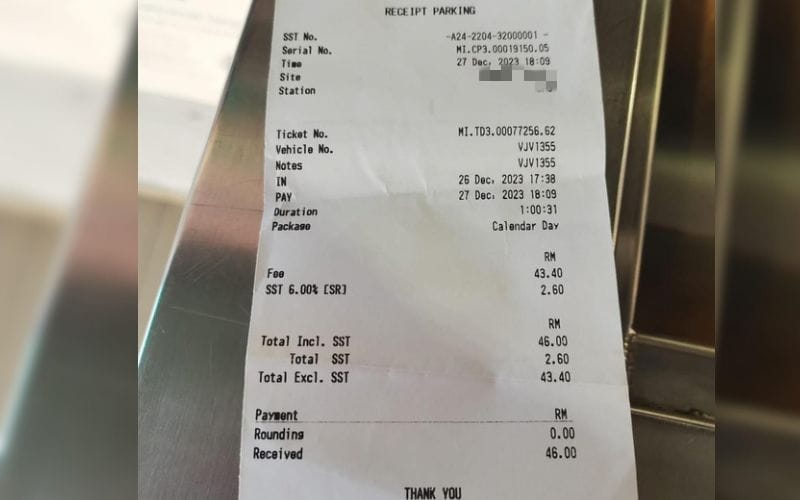 RECEIPT PARKING
SST No. -A24-2204-32000001 -
Serial No. MI.CP3.00019150.05
Time 27 Dec, 2023 18:09
Site
Station
Ticket No. MI.TD3.00077256.62
Vehicle No. VJV1355
Notes VJV1355
IN 26 Dec, 2023 17:38
PAY 27 Dec, 2023 18:09
Duration 1:00:31
Package Calendar Day
RM
Fee 43.40
SST 6.00% [SR] 2.60
RM
Total Incl. SST 46.00
Total SST 2.60
Total Excl. SST 43.40
Payment RM
Rounding 0.00
Received 46.00
THANK YOU